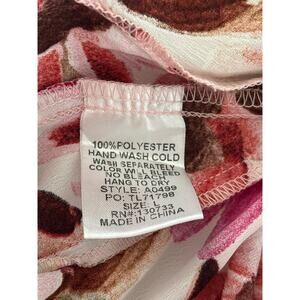 100%POLYESTER
HAND WASH COLD
WASH SEPARATELY
COLOR WILL BLEED
NO BLEACH
HANG TO DRY
STYLE: A0499
PO: TL71798
SIZE: L
RN#:130733
MADE IN CHINA